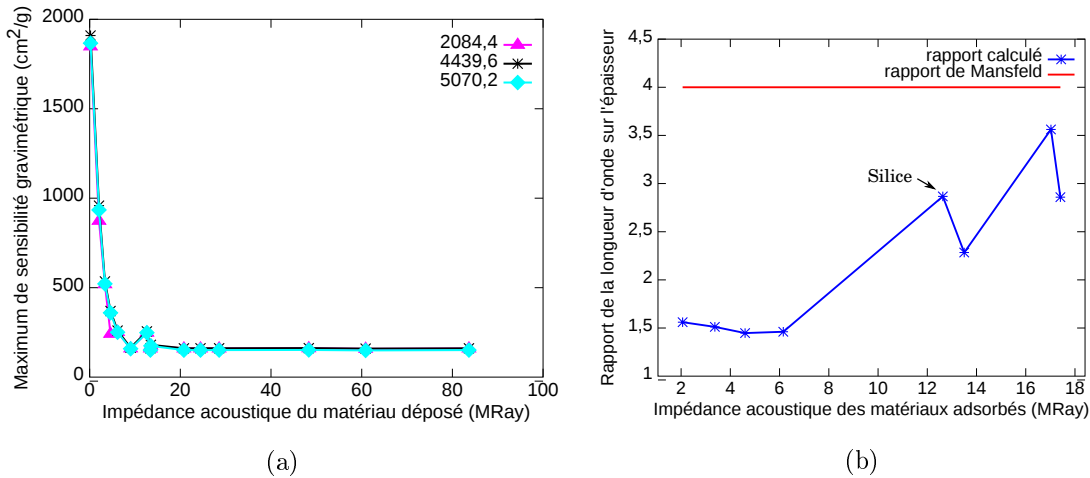 Maximum de sensibilité gravimétrique (cm²/g)
2000
1500
1000
500
0
0 20 40 60 80 100
Impédance acoustique du matériau déposé (MRay)
2084,4
4439,6
5070,2
(a)
Rapport de la longueur d'onde sur l'épaisseur
4,5
4
3,5
3
2,5
2
1,5
1
2 4 6 8 10 12 14 16 18
Impédance acoustique des matériaux adsorbés (MRay)
rapport calculé
rapport de Mansfeld
Silice
(b)